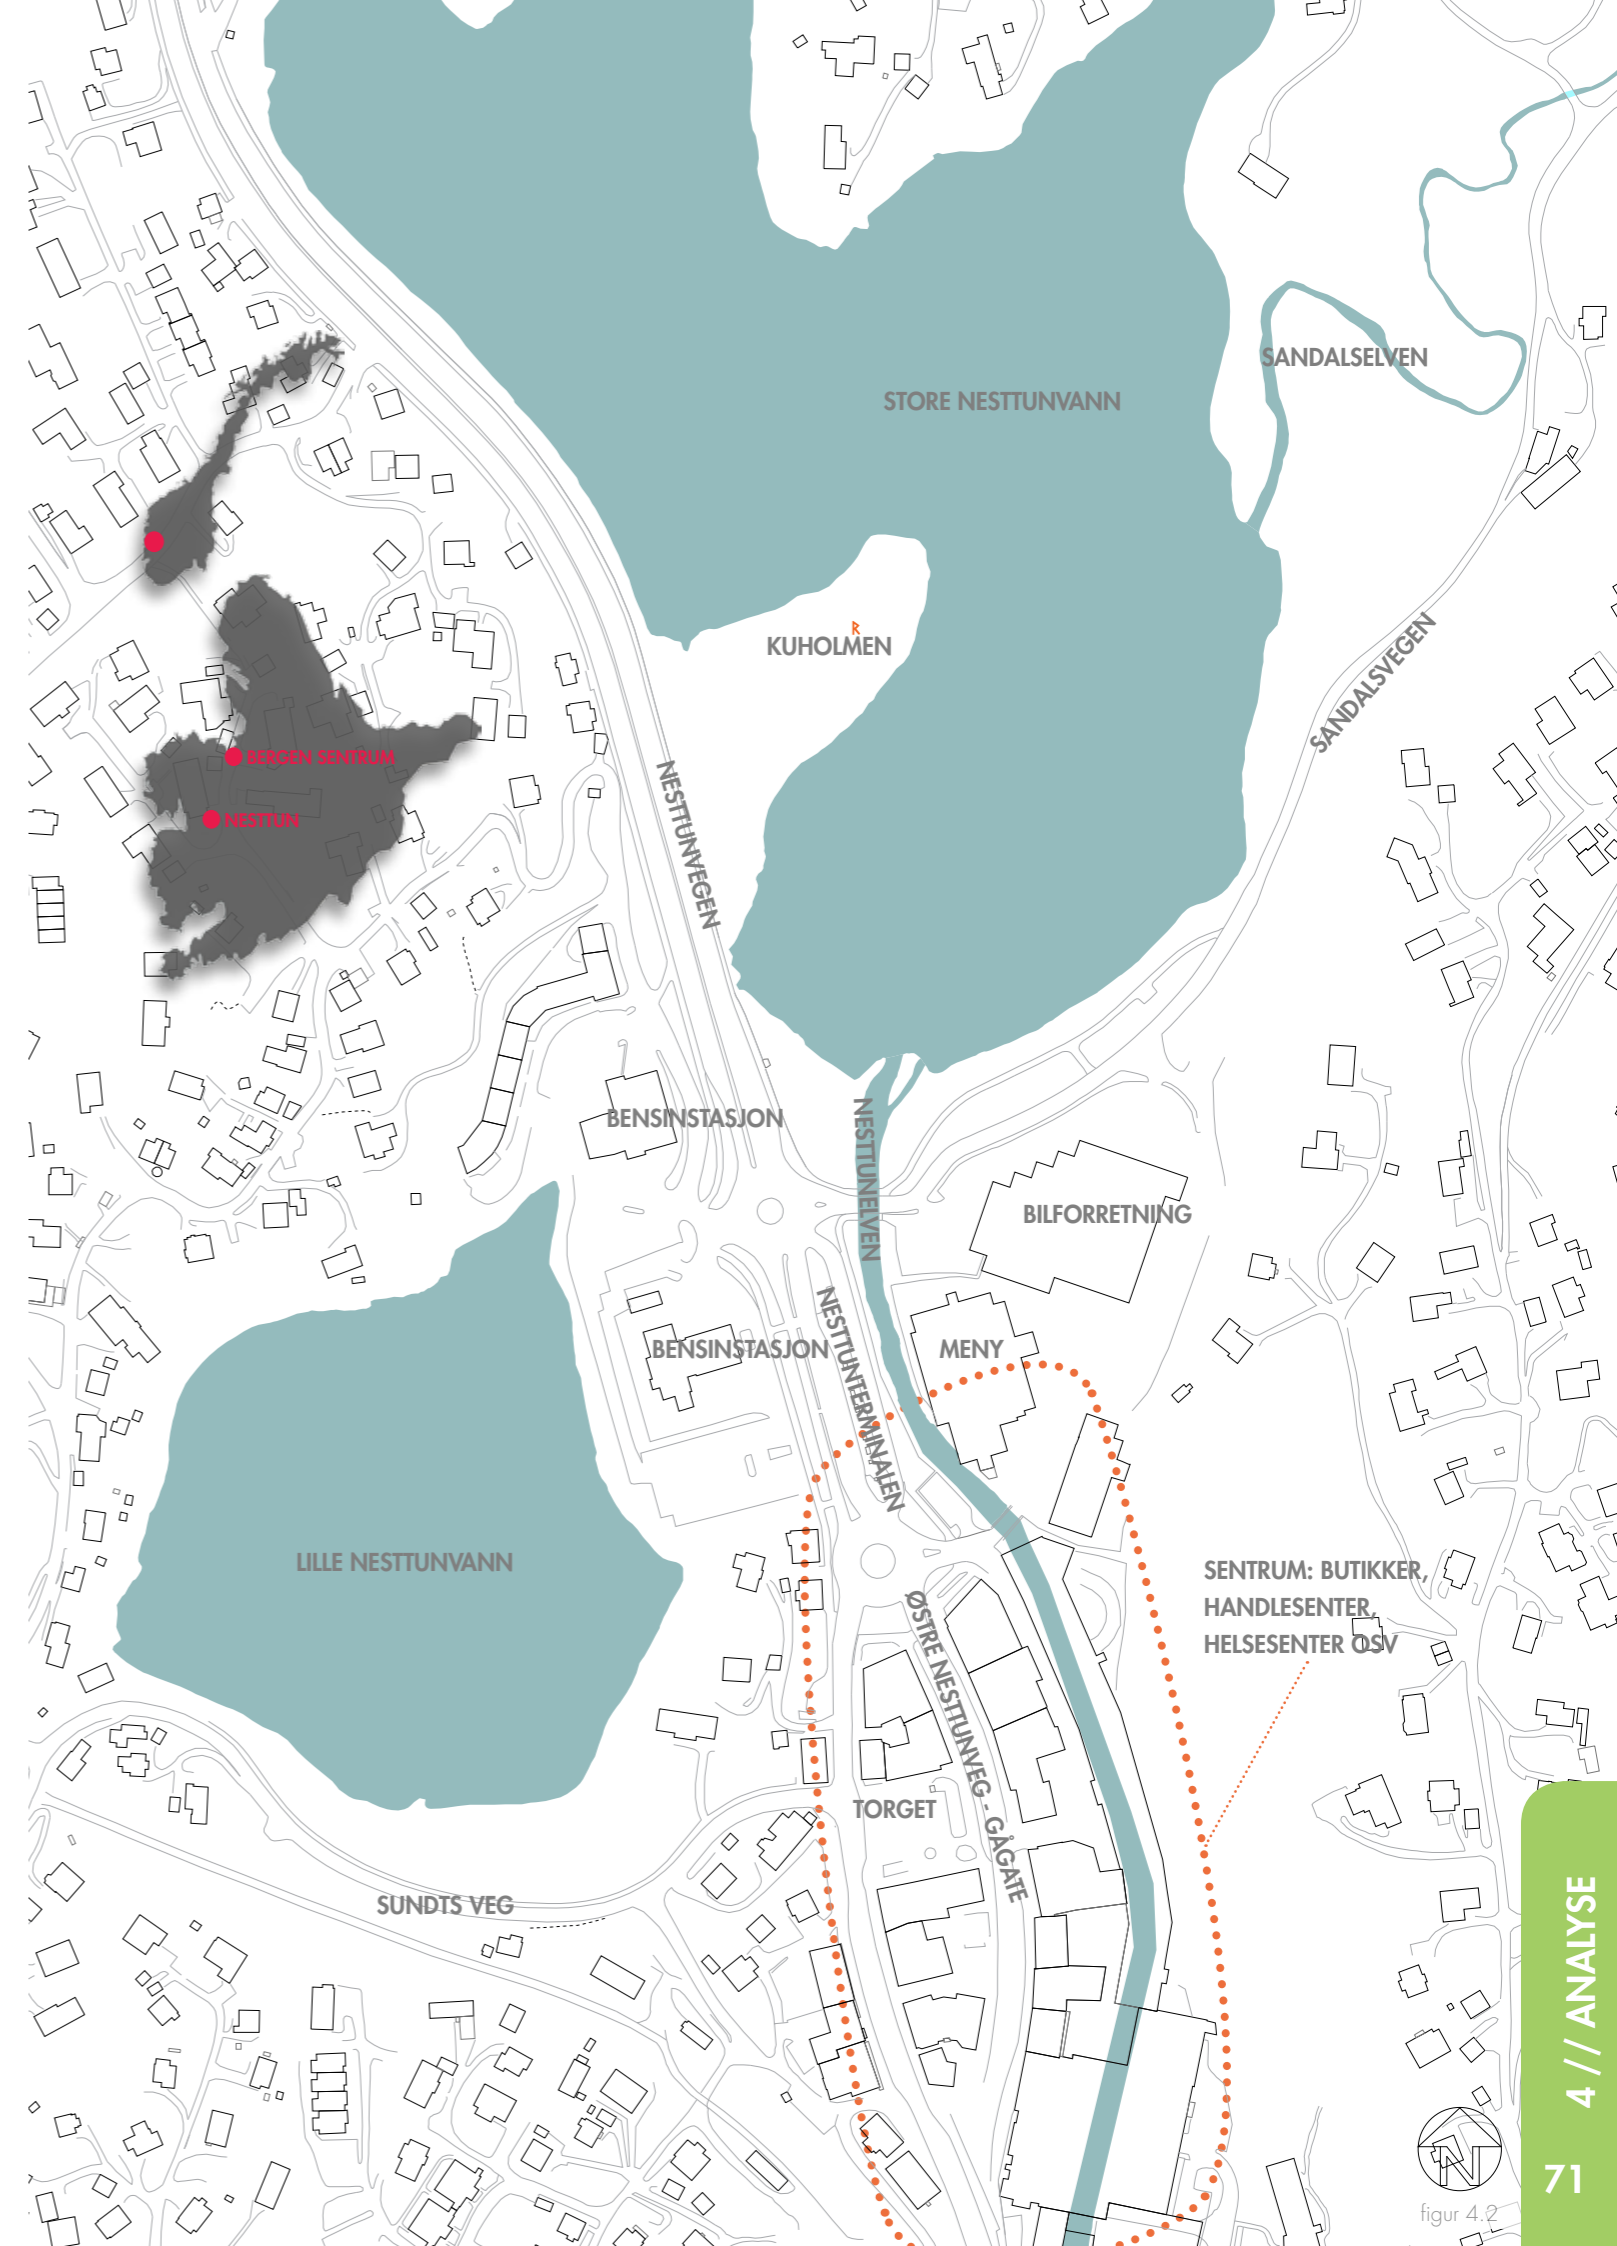 STORE NESTTUNVANN
SANDALSELVEN
KUHOLMEN
SANDALSVEGEN
BERGEN SENTRUM
NESTTUN
NESTTUNVEGEN
BENSINSTASJON
NESTTUNELVEN
BILFORRETNING
BENSINSTASJON
NESTTUNTERMINALEN
MENY
LILLE NESTTUNVANN
SENTRUM: BUTIKKER,
HANDLESENTER,
HELSESENTER OSV
ØSTRE NESTTUNVEG - GÅGATE
TORGET
SUNDTS VEG
4 // ANALYSE
N
71
figur 4.2